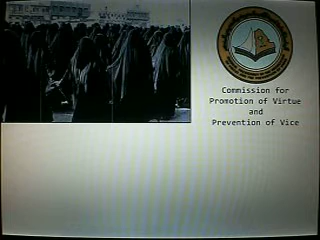 Commission for
Promotion of Virtue
and
Prevention of Vice